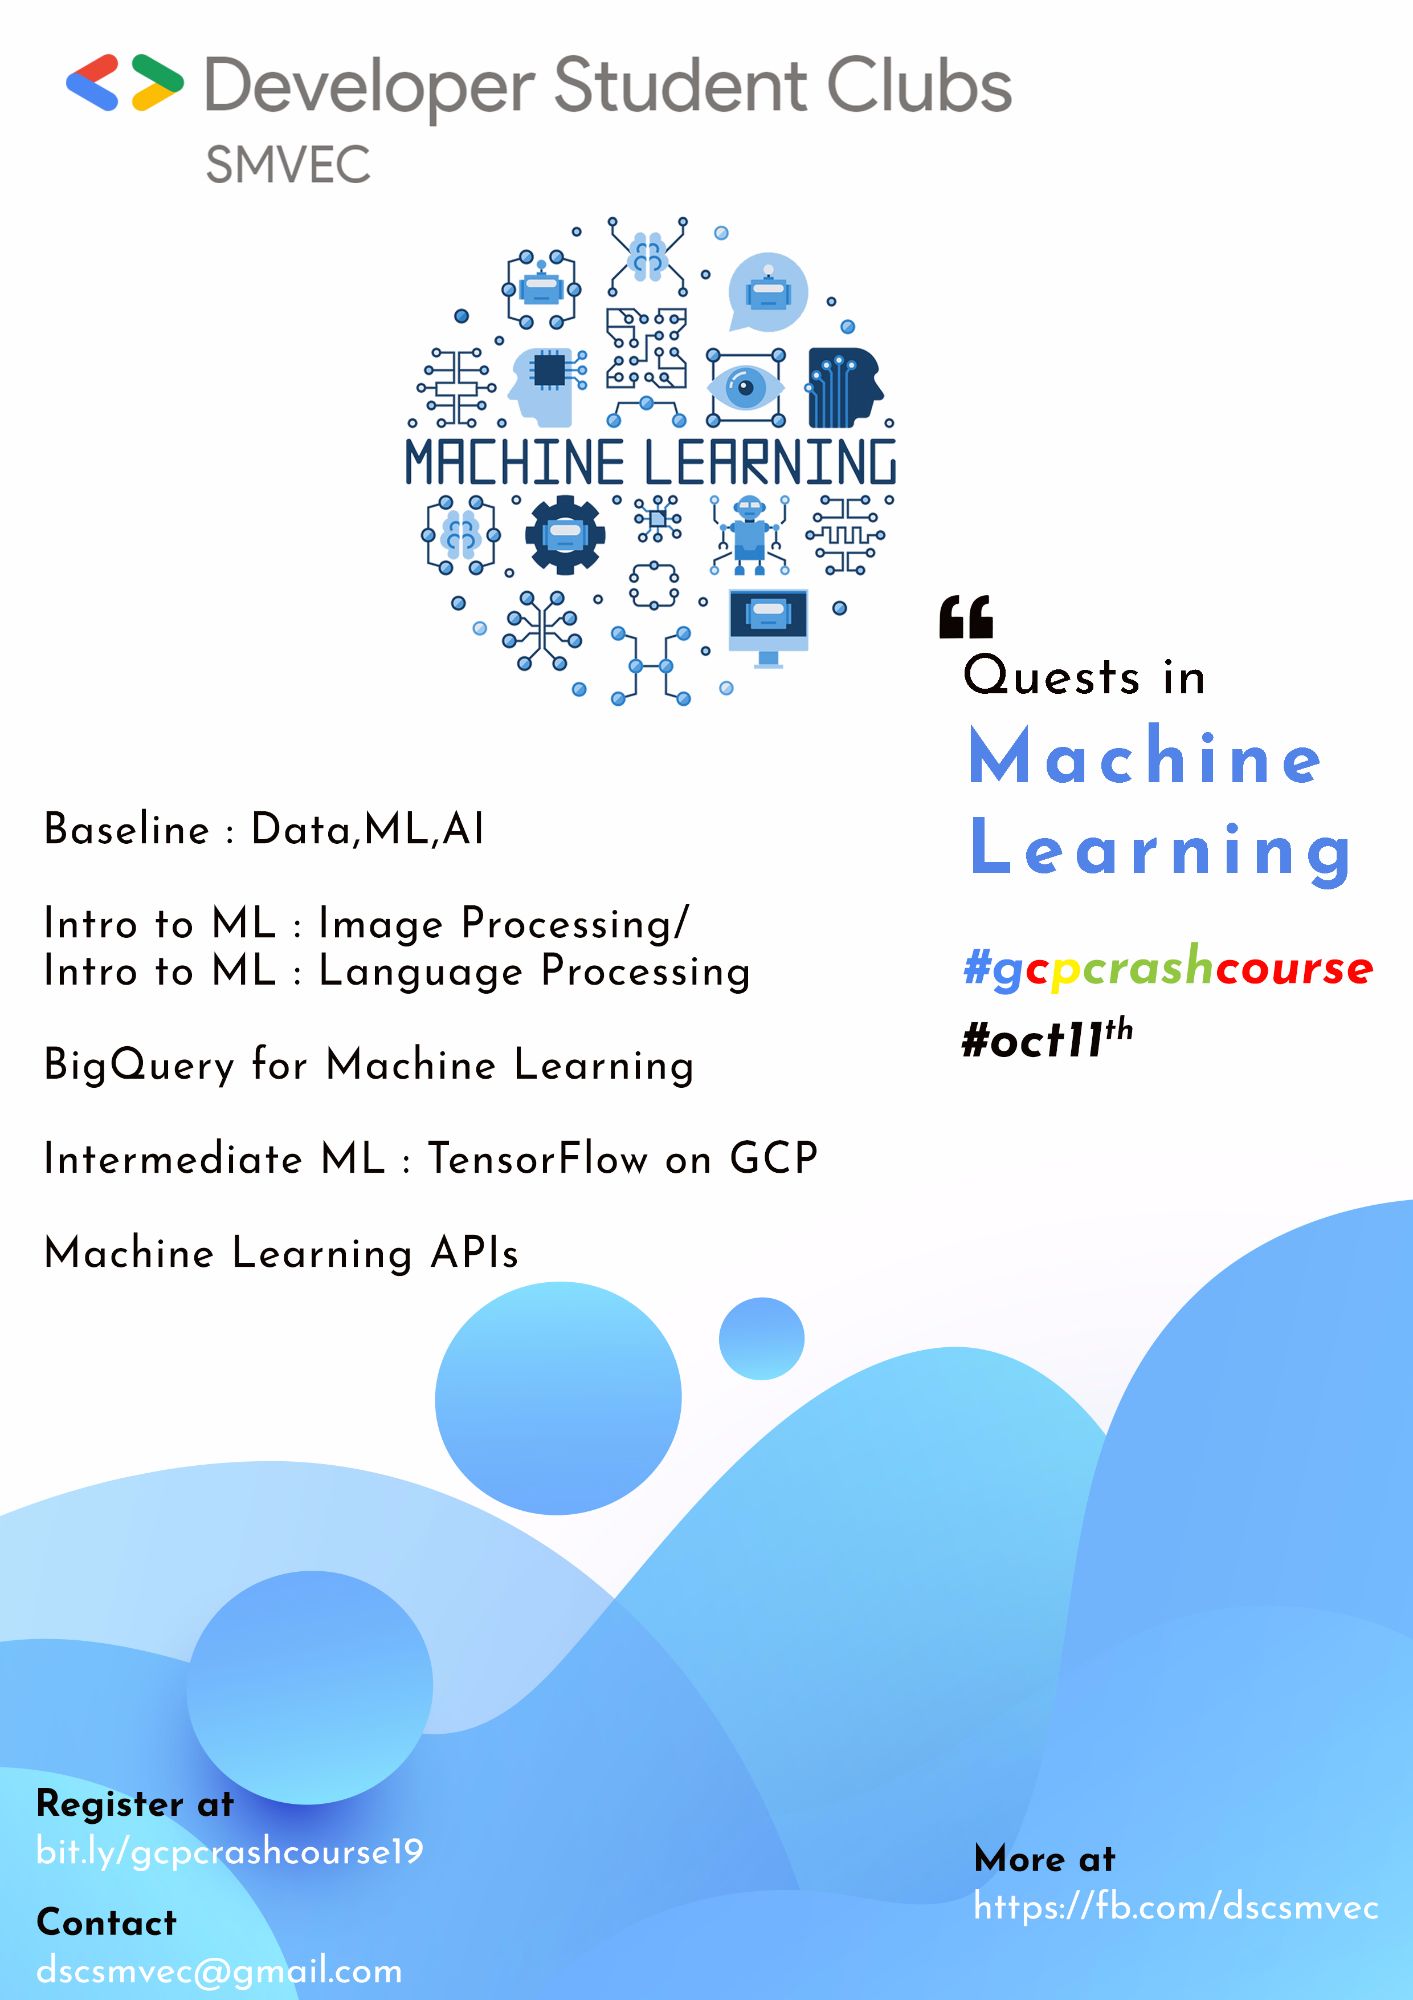 Developer Student Clubs
SMVEC
MACHINE LEARNING
“
Quests in
Machine
Learning
#gcpcrashcourse
#oct11th
Baseline : Data,ML,AI
Intro to ML : Image Processing/
Intro to ML : Language Processing
BigQuery for Machine Learning
Intermediate ML : TensorFlow on GCP
Machine Learning APIs
Register at
bit.ly/gcpcrashcourse19
Contact
dscsmvec@gmail.com
More at
https://fb.com/dscsmvec